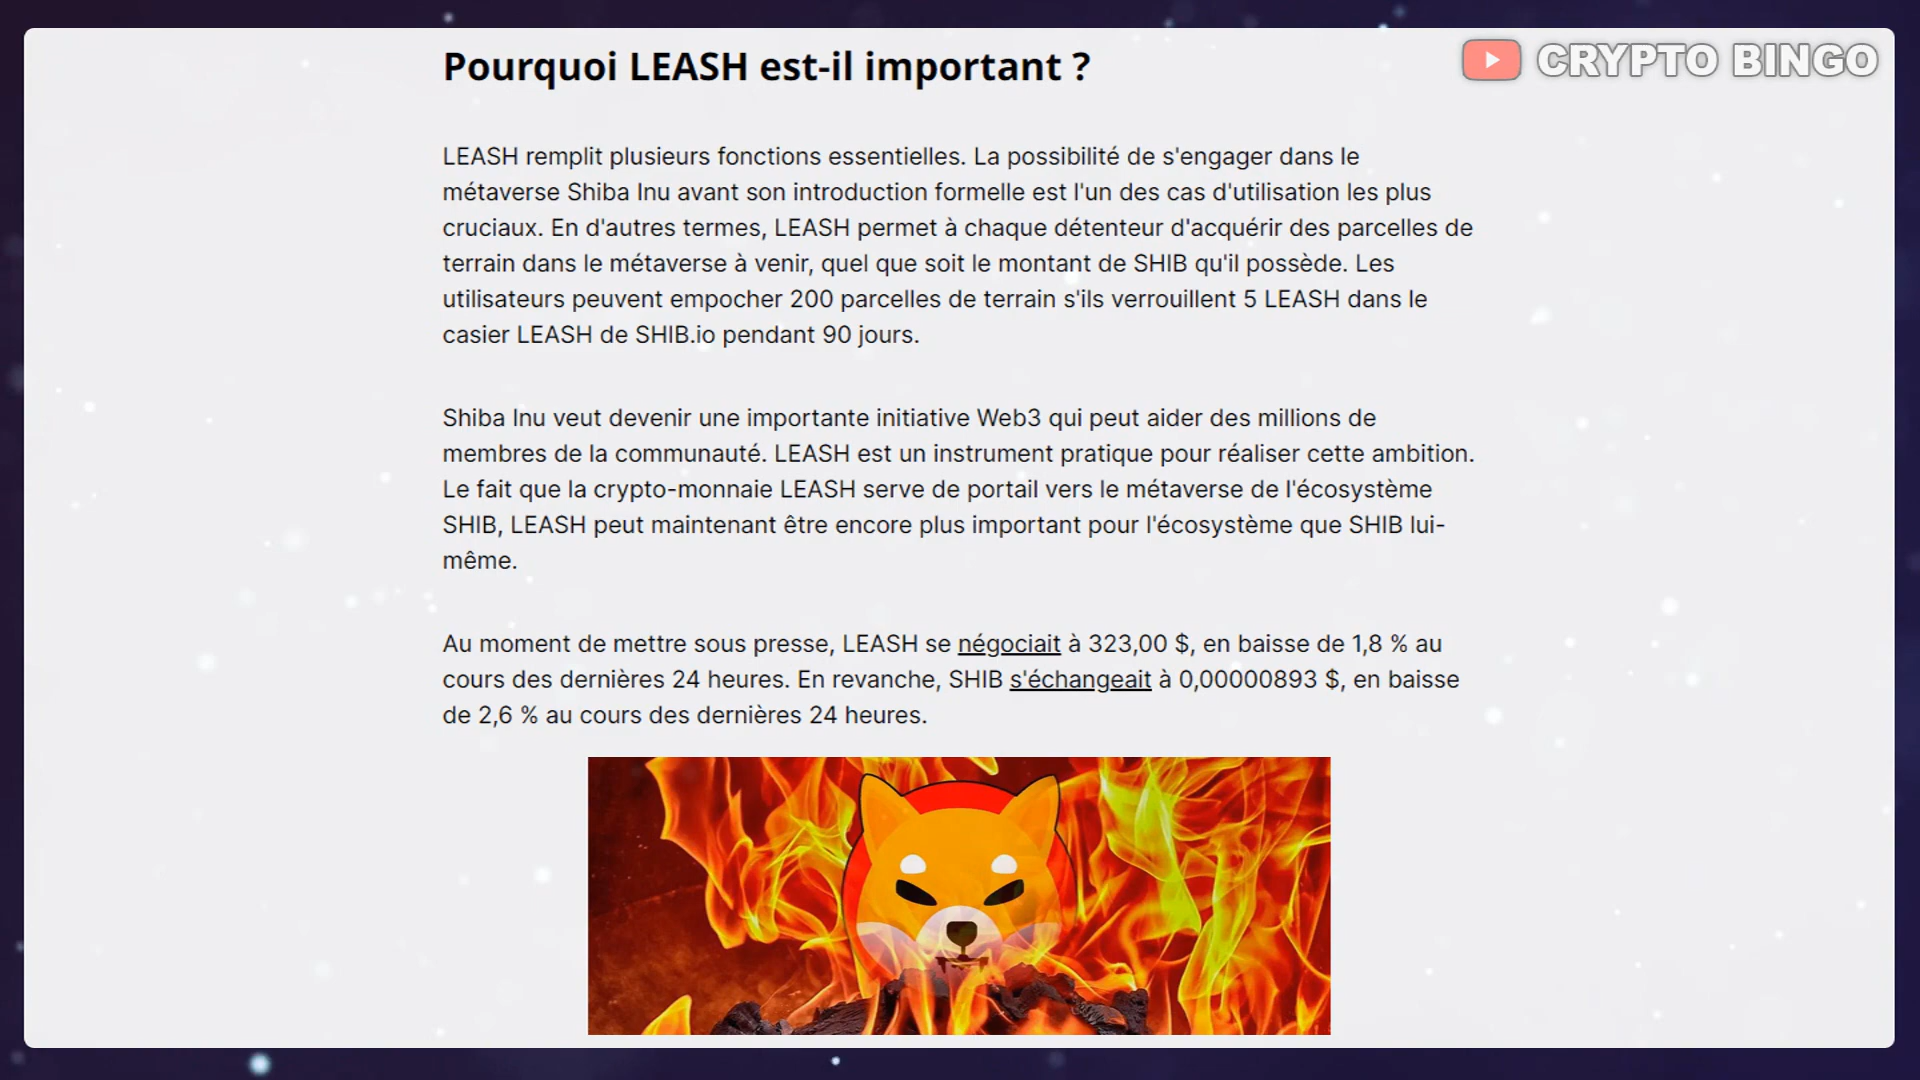 Pourquoi LEASH est-il important ?
CRYPTO BINGO
LEASH remplit plusieurs fonctions essentielles. La possibilité de s'engager dans le
métaverse Shiba Inu avant son introduction formelle est l'un des cas d'utilisation les plus
cruciaux. En d'autres termes, LEASH permet à chaque détenteur d'acquérir des parcelles de
terrain dans le métaverse à venir, quel que soit le montant de SHIB qu'il possède. Les
utilisateurs peuvent empocher 200 parcelles de terrain s'ils verrouillent 5 LEASH dans le
casier LEASH de SHIB.io pendant 90 jours.
Shiba Inu veut devenir une importante initiative Web3 qui peut aider des millions de
membres de la communauté. LEASH est un instrument pratique pour réaliser cette ambition.
Le fait que la crypto-monnaie LEASH serve de portail vers le métaverse de l'écosystème
SHIB, LEASH peut maintenant être encore plus important pour l'écosystème que SHIB lui-
même.
Au moment de mettre sous presse, LEASH se négociait à 323,00 $, en baisse de 1,8 % au
cours des dernières 24 heures. En revanche, SHIB s'échangeait à 0,00000893 $, en baisse
de 2,6 % au cours des dernières 24 heures.